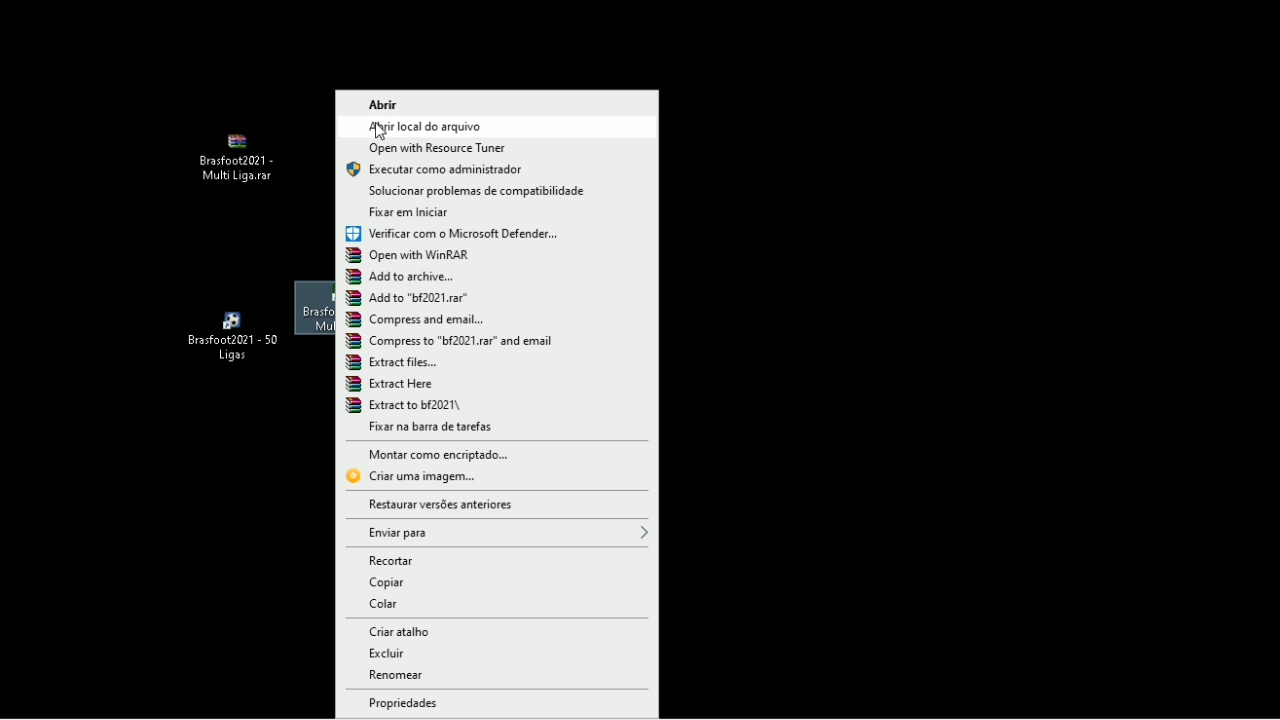 Brasfoot2021 -
Multi Liga.rar
Brasfoot2021 - 50
Ligas
Abrir
Abrir local do arquivo
Open with Resource Tuner
Executar como administrador
Solucionar problemas de compatibilidade
Fixar em Iniciar
Verificar com o Microsoft Defender...
Open with WinRAR
Add to archive...
Add to "bf2021.rar"
Compress and email...
Compress to "bf2021.rar" and email
Extract files...
Extract Here
Extract to bf2021\
Fixar na barra de tarefas
Montar como encriptado...
Criar uma imagem...
Restaurar versões anteriores
Enviar para
Recortar
Copiar
Colar
Criar atalho
Excluir
Renomear
Propriedades